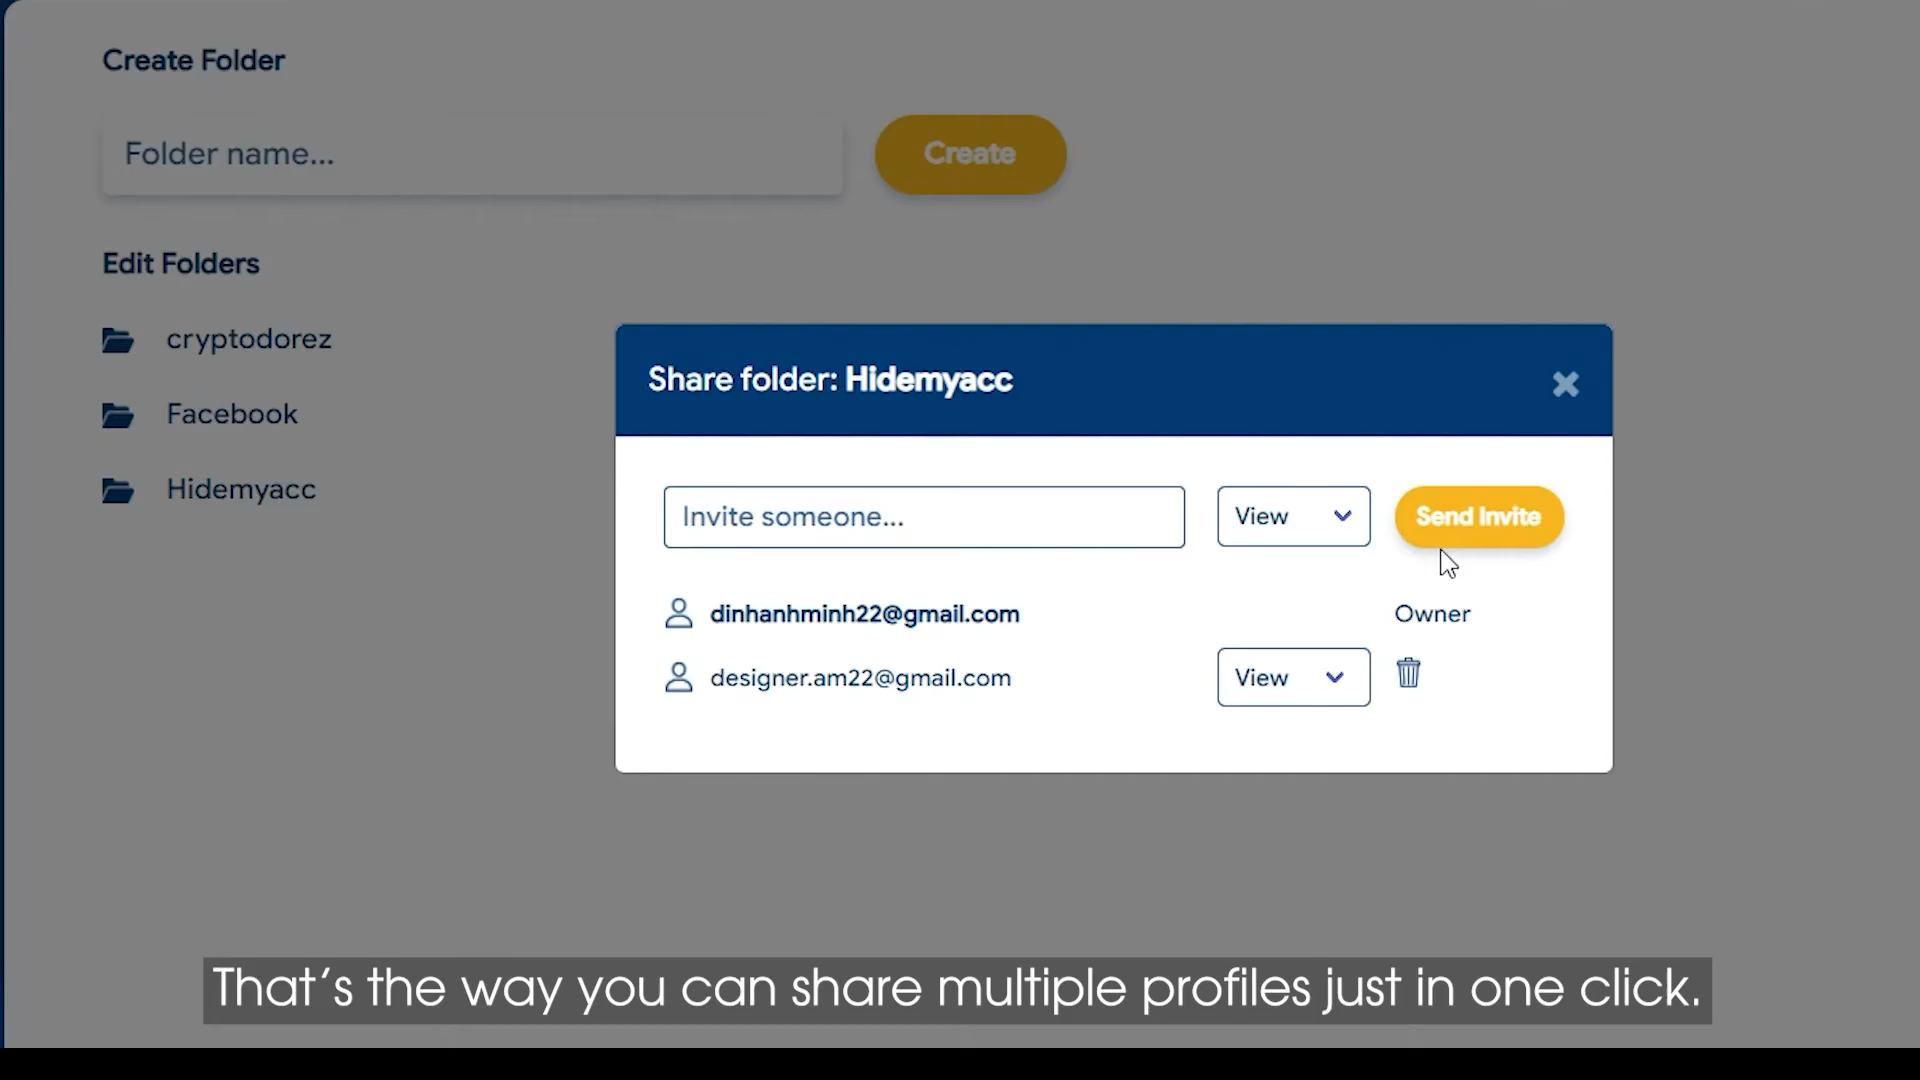 Create Folder
Folder name...
Create
Edit Folders
cryptodorez
Facebook
Hidemyacc
Share folder: Hidemyacc
Invite someone...
View
Send Invite
dinhanhminh22@gmail.com
Owner
designer.am22@gmail.com
View
That's the way you can share multiple profiles just in one click.